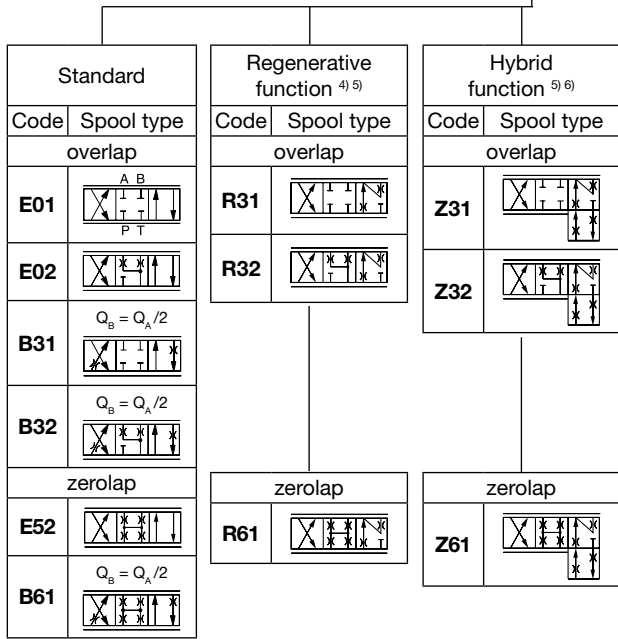 Standard
Code Spool type
overlap
E01
A B
P T
E02
B31
Q_B = Q_A/2
B32
Q_B = Q_A/2
zerolap
E52
B61
Q_B = Q_A/2
Regenerative
function 4) 5)
Code Spool type
overlap
R31
R32
zerolap
R61
Hybrid
function 5) 6)
Code Spool type
overlap
Z31
Z32
zerolap
Z61